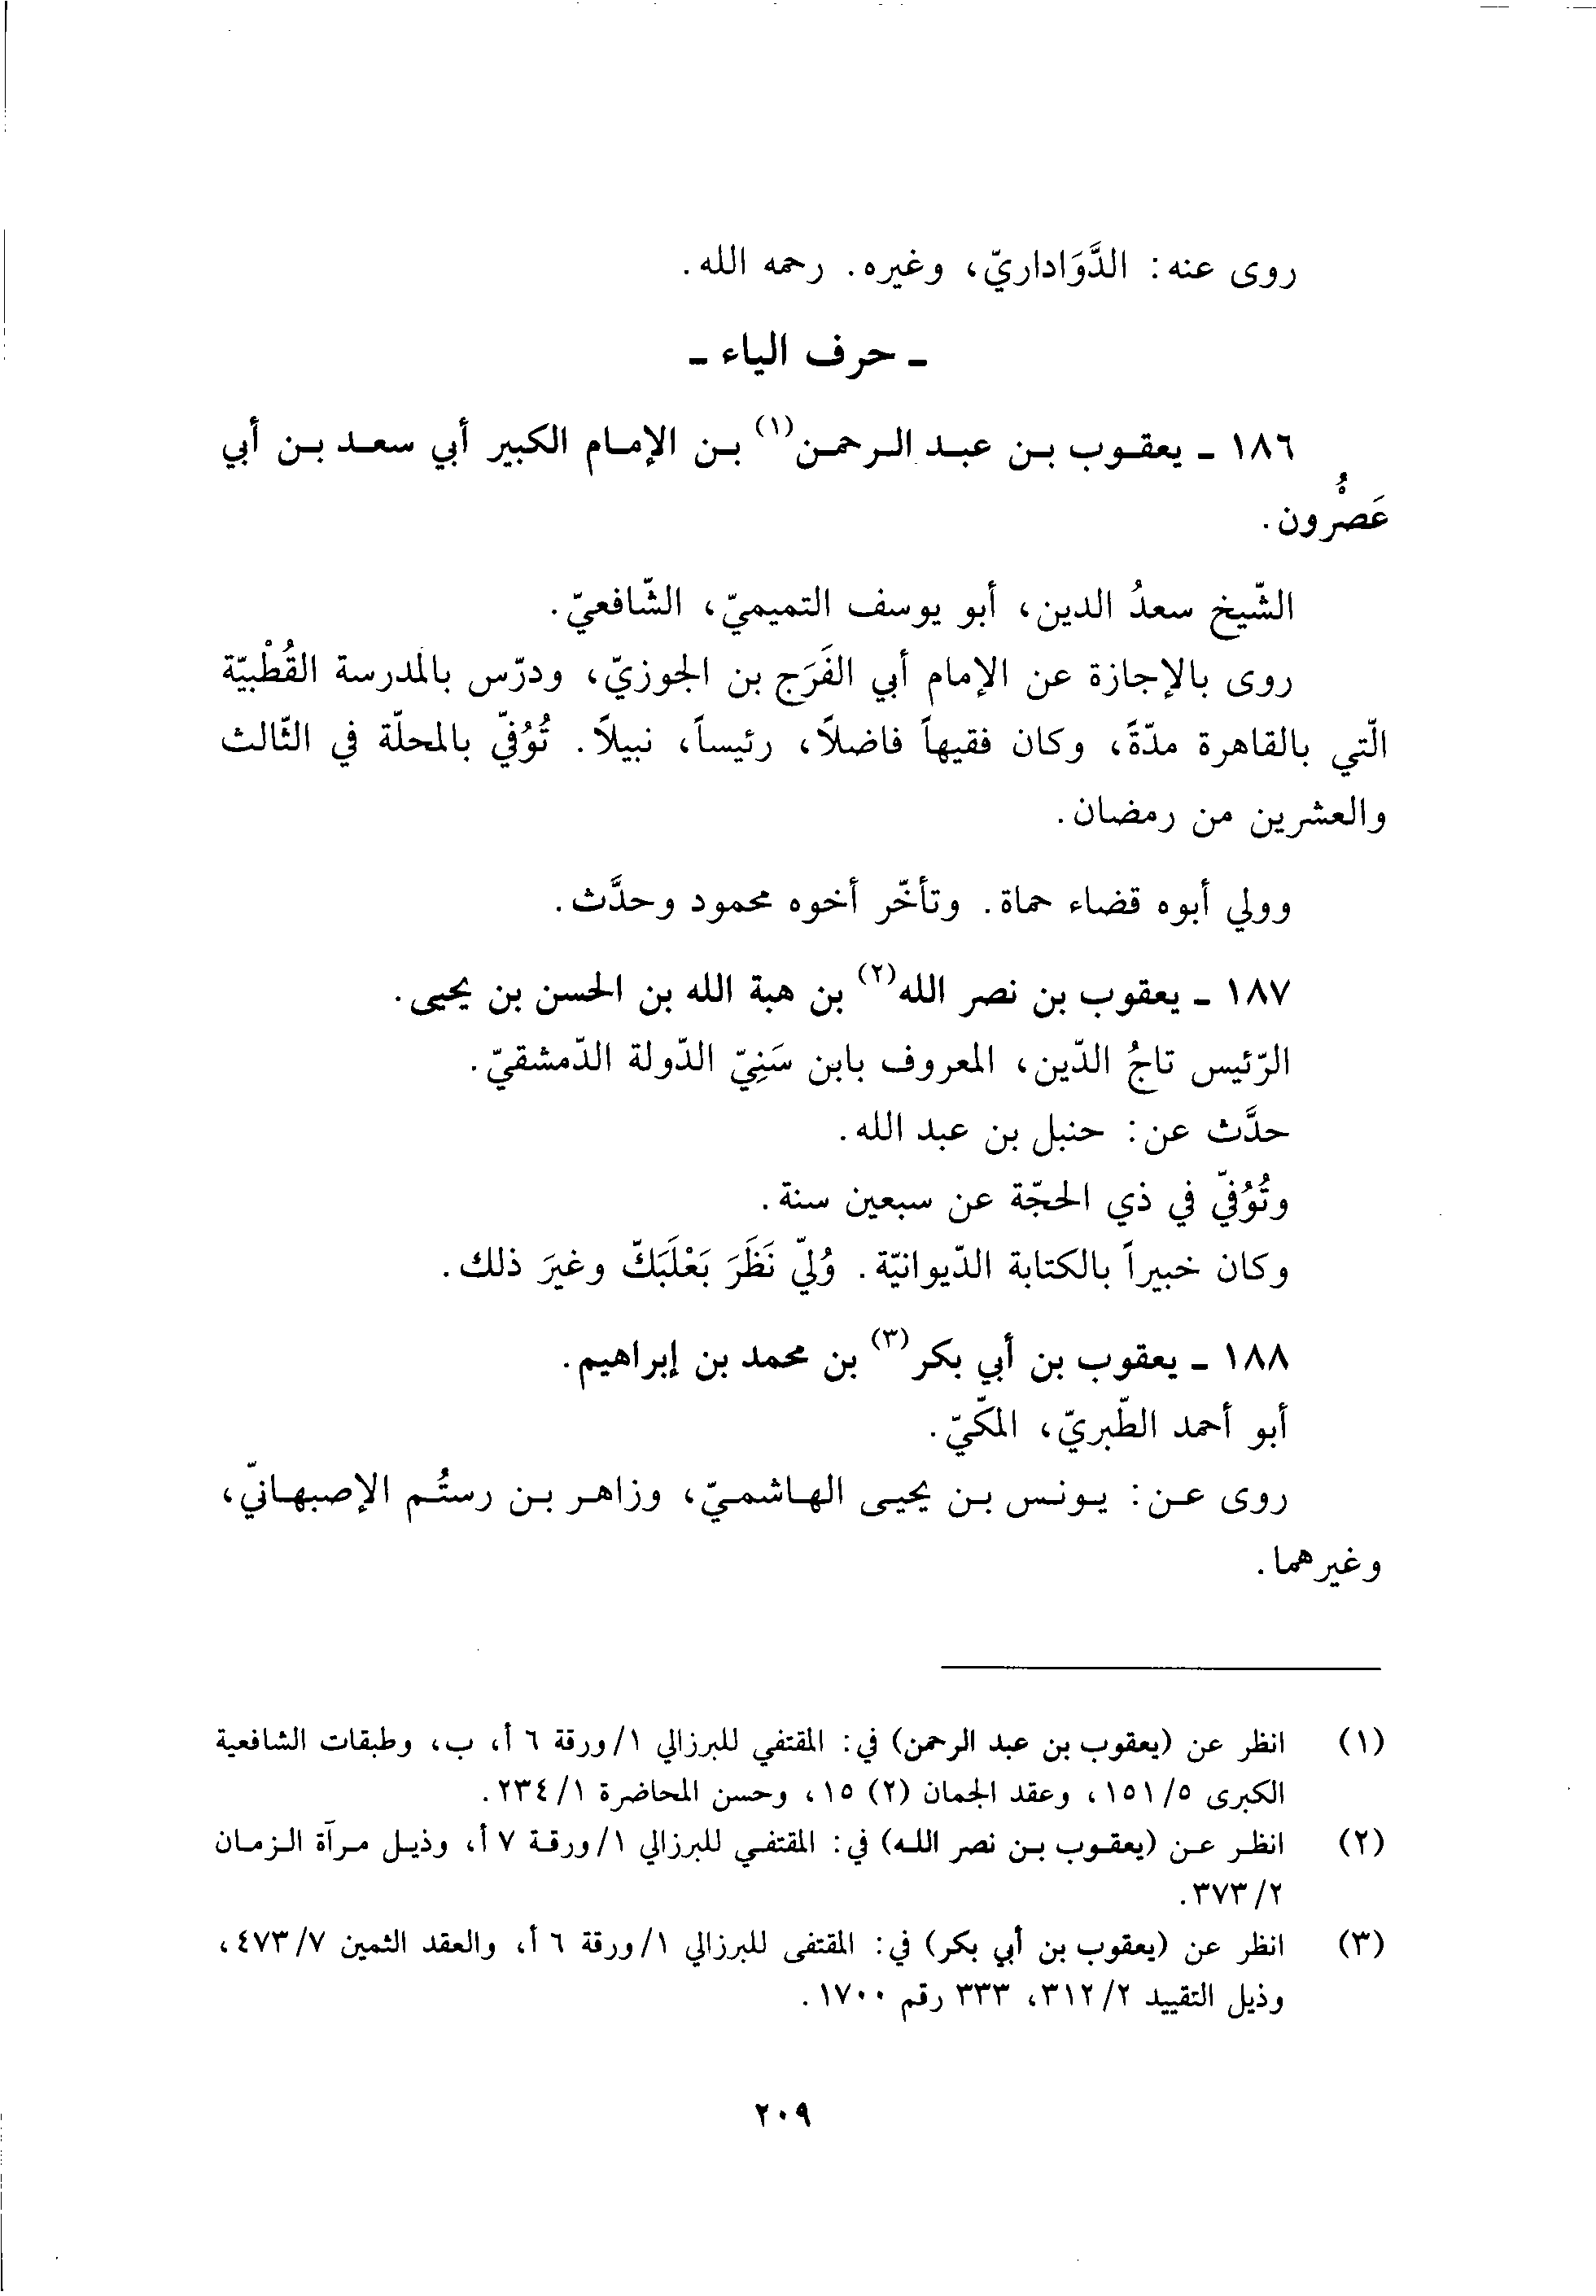 روى عنه: الدَّوَاداريّ، وغيره. رحمه الله.
ـ حرف الياء ـ
١٨٦ ـ يعقوب بن عبد الرحمن(١) بن الإمام الكبير أبي سعد بن أبي
عَصْرُون.
الشّيخ سعدُ الدين، أبو يوسف التميميّ، الشّافعيّ.
روى بالإجازة عن الإمام أبي الفَرَج بن الجوزيّ، ودرّس بالمدرسة القُطْبيّة
الّتي بالقاهرة مدّةً، وكان فقيهاً فاضلاً، رئيساً، نبيلاً. تُوُفّي بالمحلّة في الثّالث
والعشرين من رمضان.
وولي أبوه قضاء حماة. وتأخّر أخوه محمود وحدَّث.
١٨٧ ـ يعقوب بن نصر الله(٢) بن هبة الله بن الحسن بن يحيى.
الرّئيس تاجُ الدّين، المعروف بابن سَنِيّ الدّولة الدّمشقيّ.
حدَّث عن: حنبل بن عبد الله.
وتُوُفّي في ذي الحجّة عن سبعين سنة.
وكان خبيراً بالكتابة الدّيوانيّة. وُليّ نَظَرَ بَعْلَبَكّ وغيرَ ذلك.
١٨٨ ـ يعقوب بن أبي بكر(٣) بن محمد بن إبراهيم.
أبو أحمد الطّبريّ، المكّيّ.
روى عن: يونس بن يحيى الهاشميّ، وزاهر بن رستُم الإصبهانيّ،
وغيرهما.
(١) انظر عن (يعقوب بن عبد الرحمن) في: المقتفي للبرزالي ١/ورقة ٦ أ، ب، وطبقات الشافعية
الكبرى ١٥١/٥، وعقد الجمان (٢) ١٥، وحسن المحاضرة ٢٣٤/١.
(٢) انظر عن (يعقوب بن نصر الله) في: المقتفي للبرزالي ١/ورقة ٧ أ، وذيل مرآة الزمان
٣٧٣/٢.
(٣) انظر عن (يعقوب بن أبي بكر) في: المقتفى للبرزالي ١/ورقة ٦ أ، والعقد الثمين ٤٧٣/٧،
وذيل التقييد ٣١٢/٢، ٣٣٣ رقم ١٧٠٠.
٢٠٩